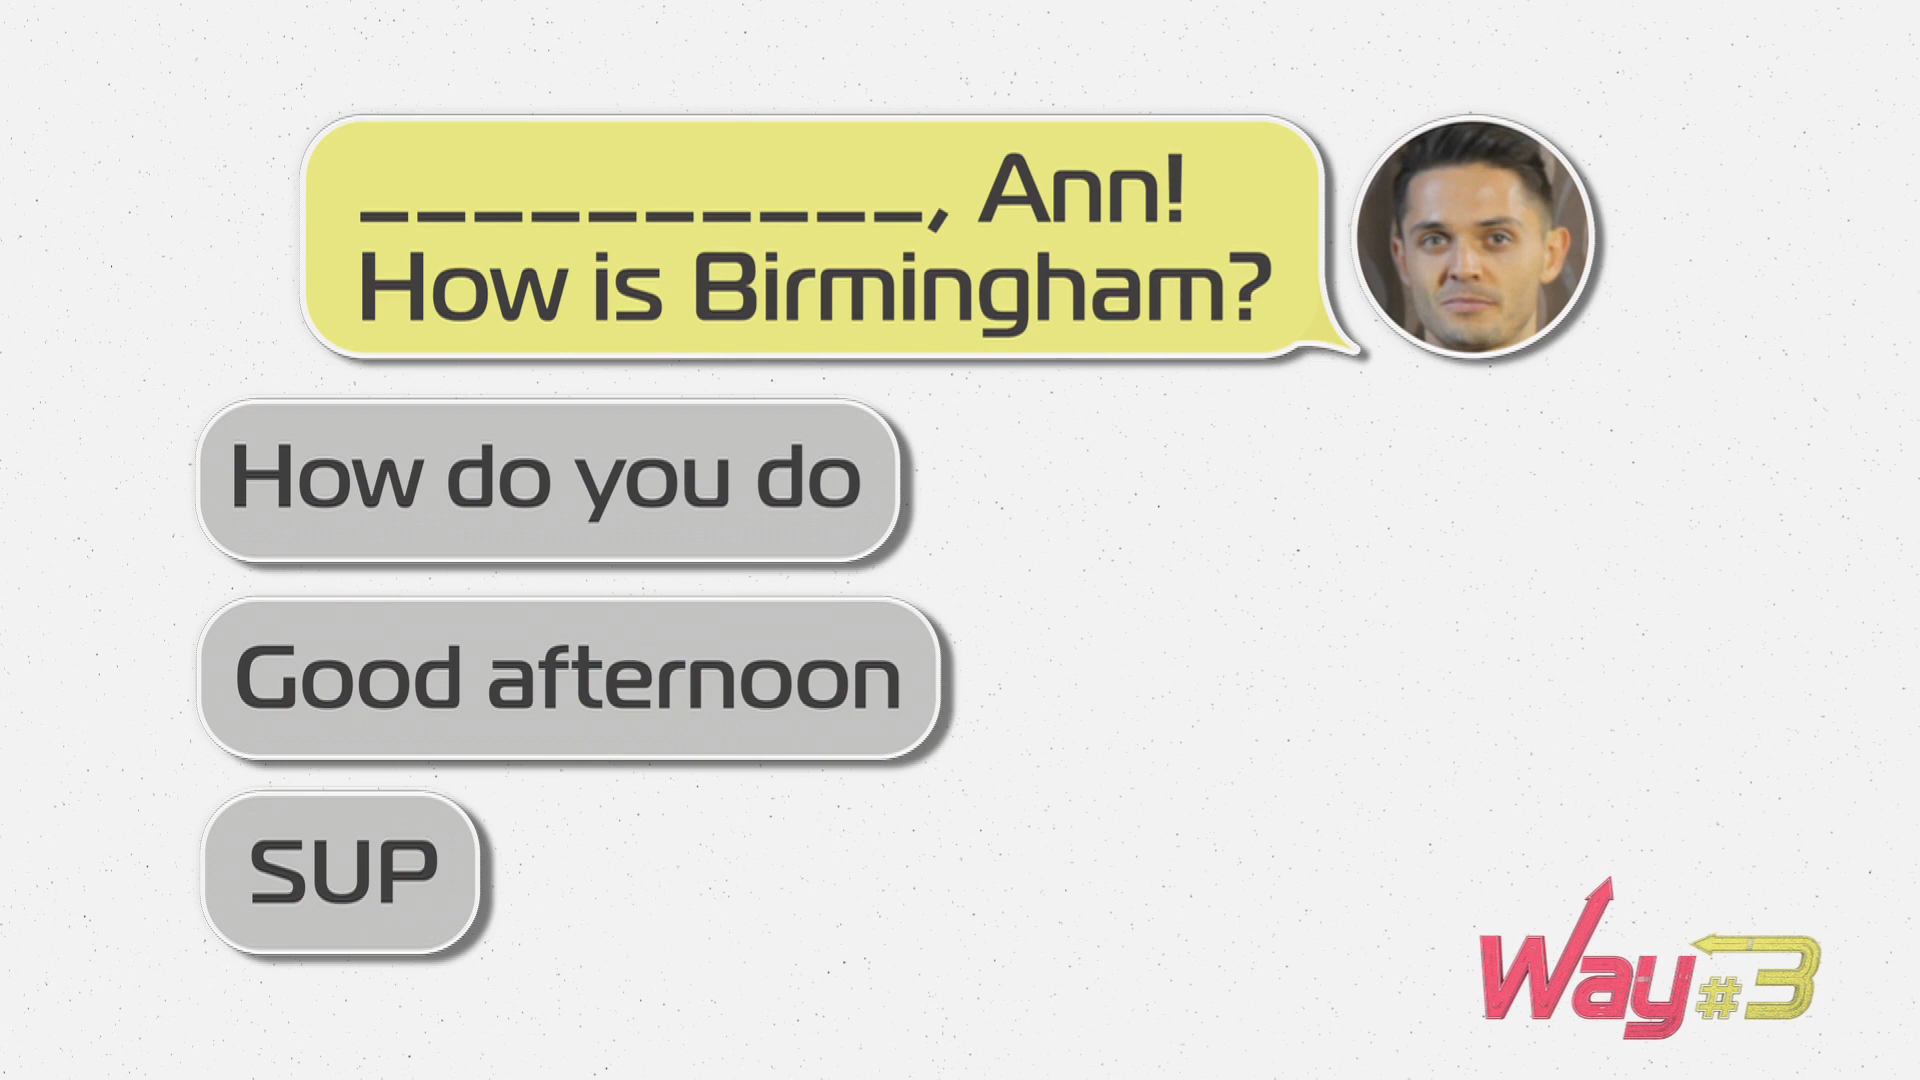 __________, Ann!
How is Birmingham?
How do you do
Good afternoon
SUP
Way #3